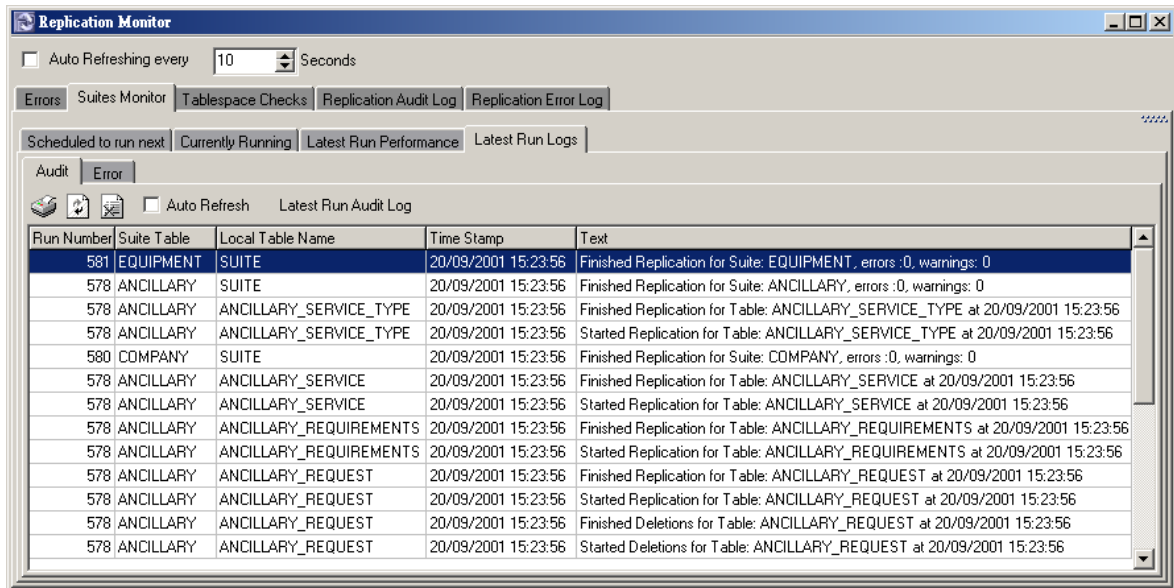 Replication Monitor
Auto Refreshing every 10 Seconds
Errors Suites Monitor Tablespace Checks Replication Audit Log Replication Error Log
Scheduled to run next Currently Running Latest Run Performance Latest Run Logs
Audit Error
Auto Refresh Latest Run Audit Log
Run Number Suite Table Local Table Name Time Stamp Text
581 EQUIPMENT SUITE 20/09/2001 15:23:56 Finished Replication for Suite: EQUIPMENT, errors :0, warnings: 0
578 ANCILLARY SUITE 20/09/2001 15:23:56 Finished Replication for Suite: ANCILLARY, errors :0, warnings: 0
578 ANCILLARY ANCILLARY_SERVICE_TYPE 20/09/2001 15:23:56 Finished Replication for Table: ANCILLARY_SERVICE_TYPE at 20/09/2001 15:23:56
578 ANCILLARY ANCILLARY_SERVICE_TYPE 20/09/2001 15:23:56 Started Replication for Table: ANCILLARY_SERVICE_TYPE at 20/09/2001 15:23:56
580 COMPANY SUITE 20/09/2001 15:23:56 Finished Replication for Suite: COMPANY, errors :0, warnings: 0
578 ANCILLARY ANCILLARY_SERVICE 20/09/2001 15:23:56 Finished Replication for Table: ANCILLARY_SERVICE at 20/09/2001 15:23:56
578 ANCILLARY ANCILLARY_SERVICE 20/09/2001 15:23:56 Started Replication for Table: ANCILLARY_SERVICE at 20/09/2001 15:23:56
578 ANCILLARY ANCILLARY_REQUIREMENTS 20/09/2001 15:23:56 Finished Replication for Table: ANCILLARY_REQUIREMENTS at 20/09/2001 15:23:56
578 ANCILLARY ANCILLARY_REQUIREMENTS 20/09/2001 15:23:56 Started Replication for Table: ANCILLARY_REQUIREMENTS at 20/09/2001 15:23:56
578 ANCILLARY ANCILLARY_REQUEST 20/09/2001 15:23:56 Finished Replication for Table: ANCILLARY_REQUEST at 20/09/2001 15:23:56
578 ANCILLARY ANCILLARY_REQUEST 20/09/2001 15:23:56 Started Replication for Table: ANCILLARY_REQUEST at 20/09/2001 15:23:56
578 ANCILLARY ANCILLARY_REQUEST 20/09/2001 15:23:56 Finished Deletions for Table: ANCILLARY_REQUEST at 20/09/2001 15:23:56
578 ANCILLARY ANCILLARY_REQUEST 20/09/2001 15:23:56 Started Deletions for Table: ANCILLARY_REQUEST at 20/09/2001 15:23:56